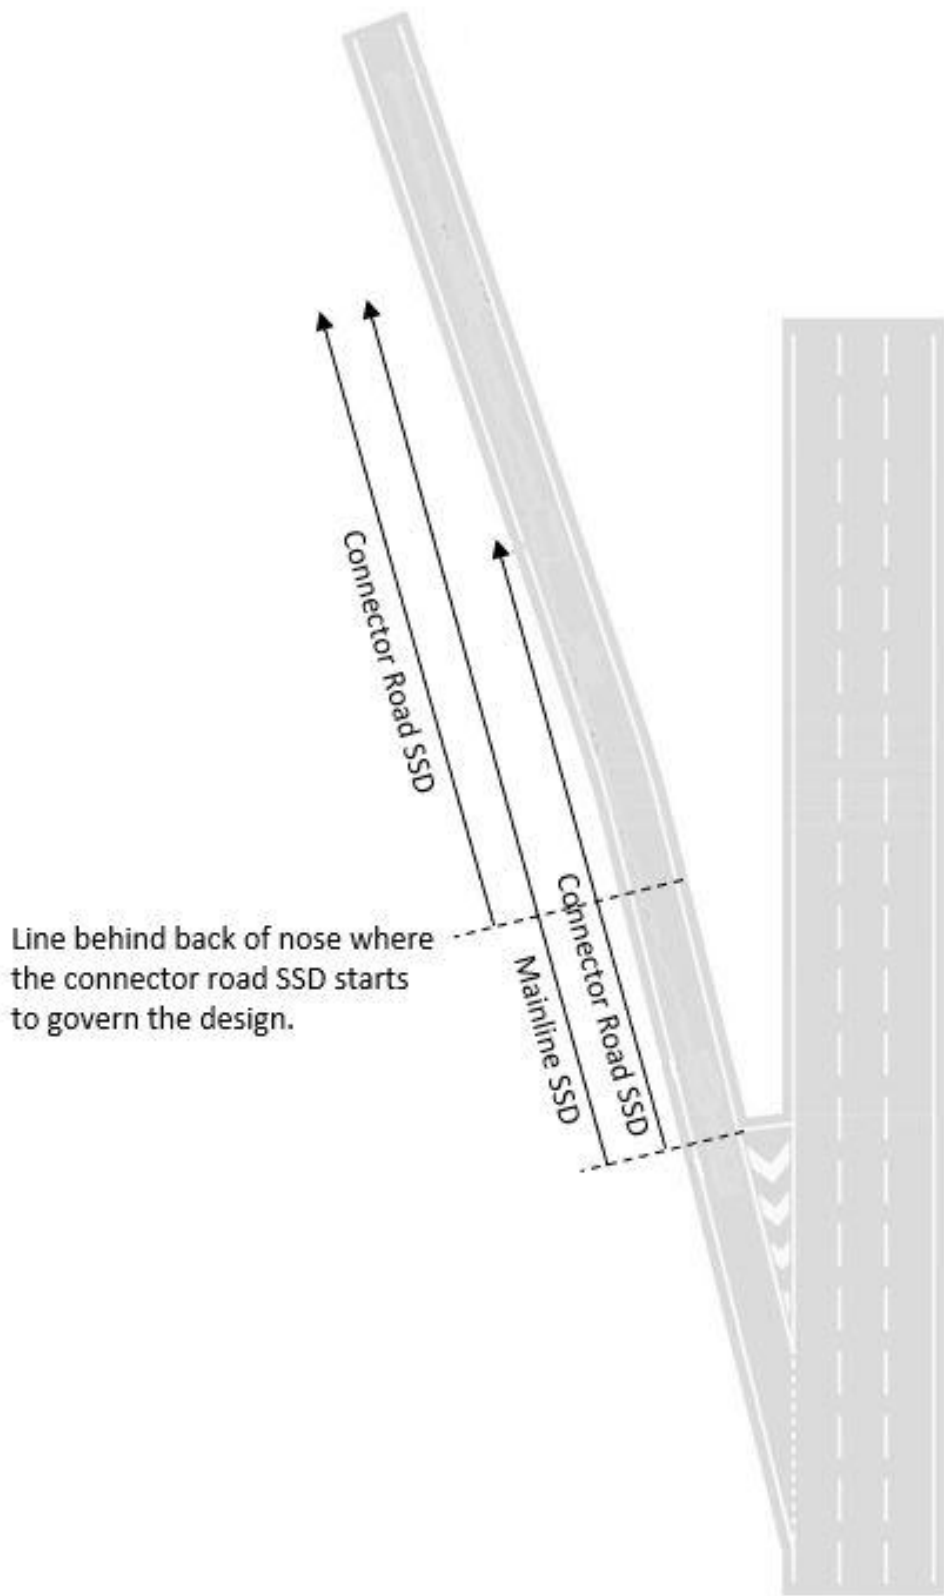 Connector Road SSD
Connector Road SSD
Mainline SSD
Line behind back of nose where
the connector road SSD starts
to govern the design.